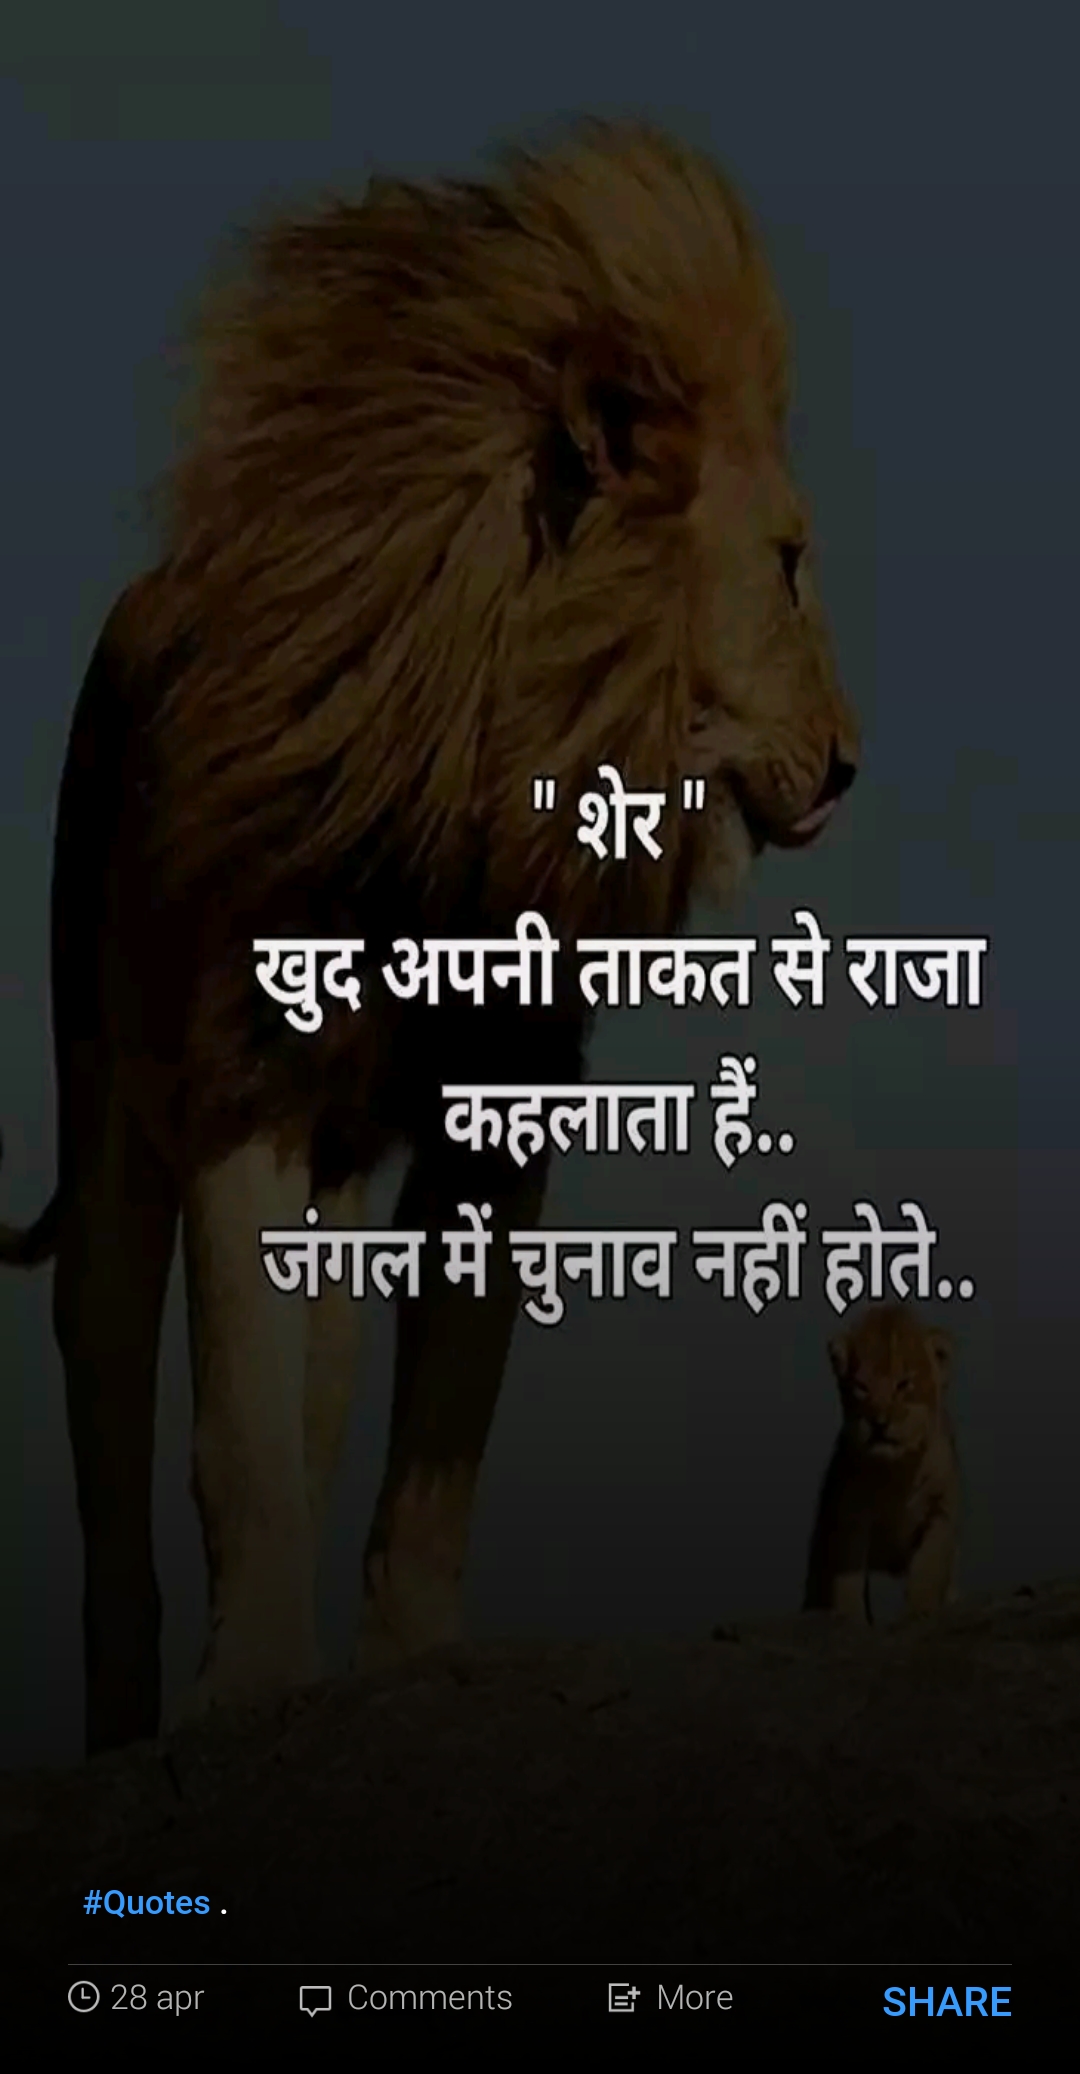 " शेर "
खुद अपनी ताकत से राजा
कहलाता हैं..
जंगल में चुनाव नहीं होते..
#Quotes .
28 apr Comments More SHARE